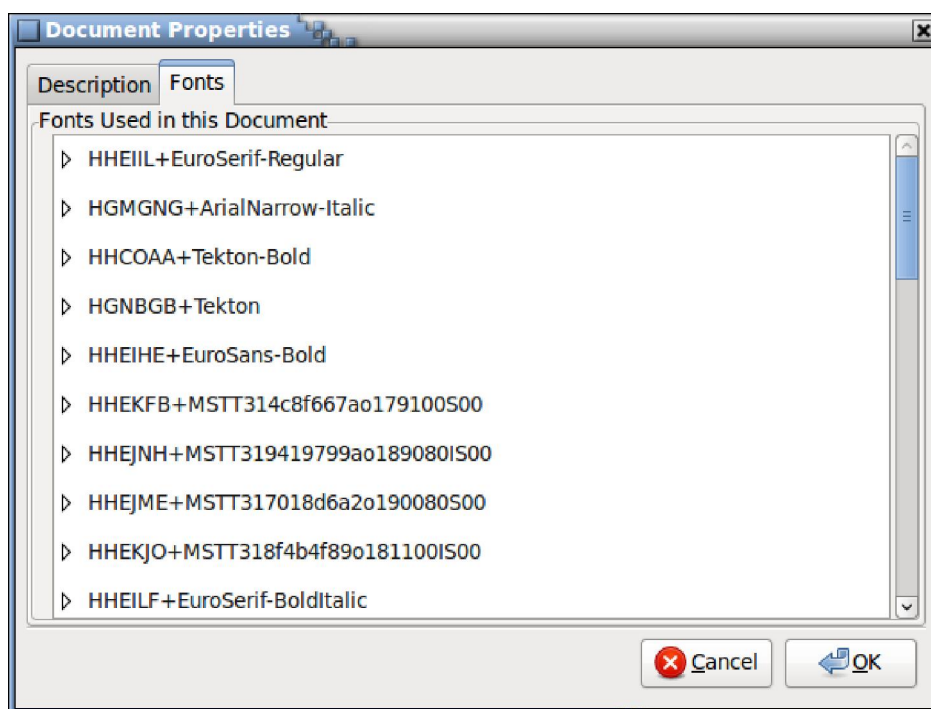 Document Properties
Description Fonts
Fonts Used in this Document
HHEIIL+EuroSerif-Regular
HGMGNG+ArialNarrow-Italic
HHCOAA+Tekton-Bold
HGNBGB+Tekton
HHEIHE+EuroSans-Bold
HHEKFB+MSTT314c8f667ao179100S00
HHEJNH+MSTT319419799ao189080IS00
HHEJME+MSTT317018d6a2o190080S00
HHEKJO+MSTT318f4b4f89o181100IS00
HHEILF+EuroSerif-BoldItalic
Cancel OK